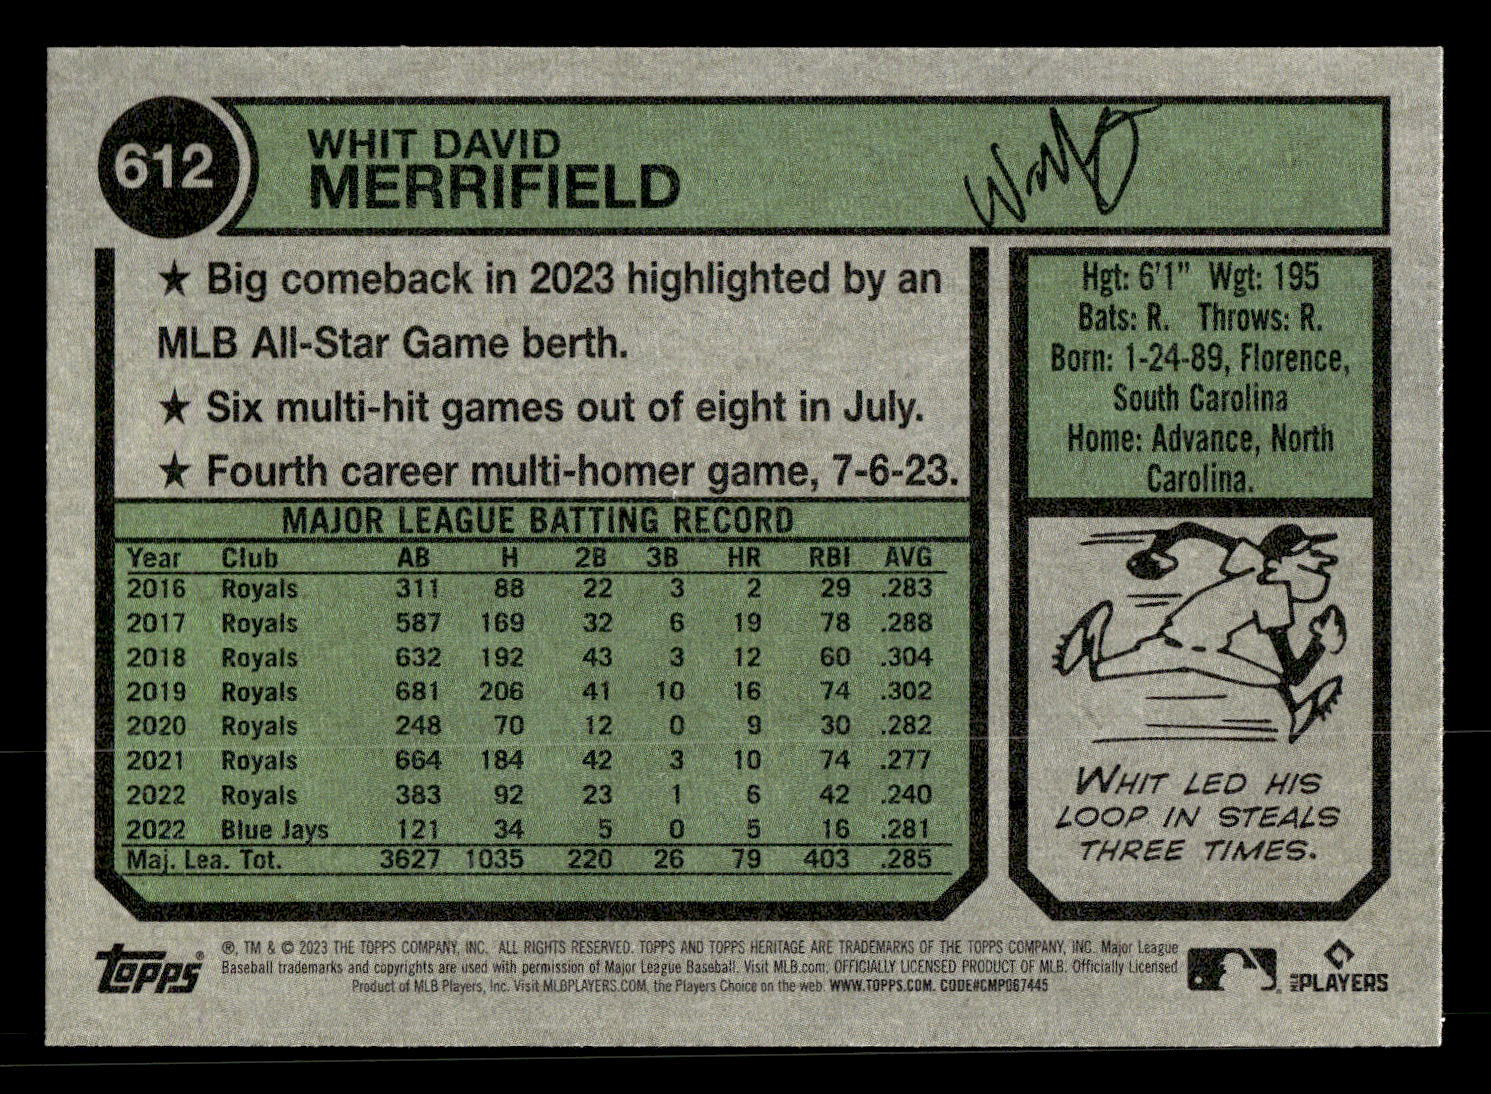 612
WHIT DAVID
MERRIFIELD
★ Big comeback in 2023 highlighted by an
MLB All-Star Game berth.
★ Six multi-hit games out of eight in July.
★ Fourth career multi-homer game, 7-6-23.
Hgt: 6'1" Wgt: 195
Bats: R. Throws: R.
Born: 1-24-89, Florence,
South Carolina
Home: Advance, North
Carolina.
MAJOR LEAGUE BATTING RECORD
Year Club AB H 2B 3B HR RBI AVG
2016 Royals 311 88 22 3 2 29 .283
2017 Royals 587 169 32 6 19 78 .288
2018 Royals 632 192 43 3 12 60 .304
2019 Royals 681 206 41 10 16 74 .302
2020 Royals 248 70 12 0 9 30 .282
2021 Royals 664 184 42 3 10 74 .277
2022 Royals 383 92 23 1 6 42 .240
2022 Blue Jays 121 34 5 0 5 16 .281
Maj. Lea. Tot. 3627 1035 220 26 79 403 .285
WHIT LED HIS
LOOP IN STEALS
THREE TIMES.
Topps®
®, TM & © 2023 THE TOPPS COMPANY, INC. ALL RIGHTS RESERVED. TOPPS AND TOPPS HERITAGE ARE TRADEMARKS OF THE TOPPS COMPANY, INC. Major League
Baseball trademarks and copyrights are used with permission of Major League Baseball. Visit MLB.com. OFFICIALLY LICENSED PRODUCT OF MLB. Officially Licensed
Product of MLB Players, Inc. Visit MLBPLAYERS.COM, the Players Choice on the web. WWW.TOPPS.COM. CODE#CMP067445
MLB PLAYERS